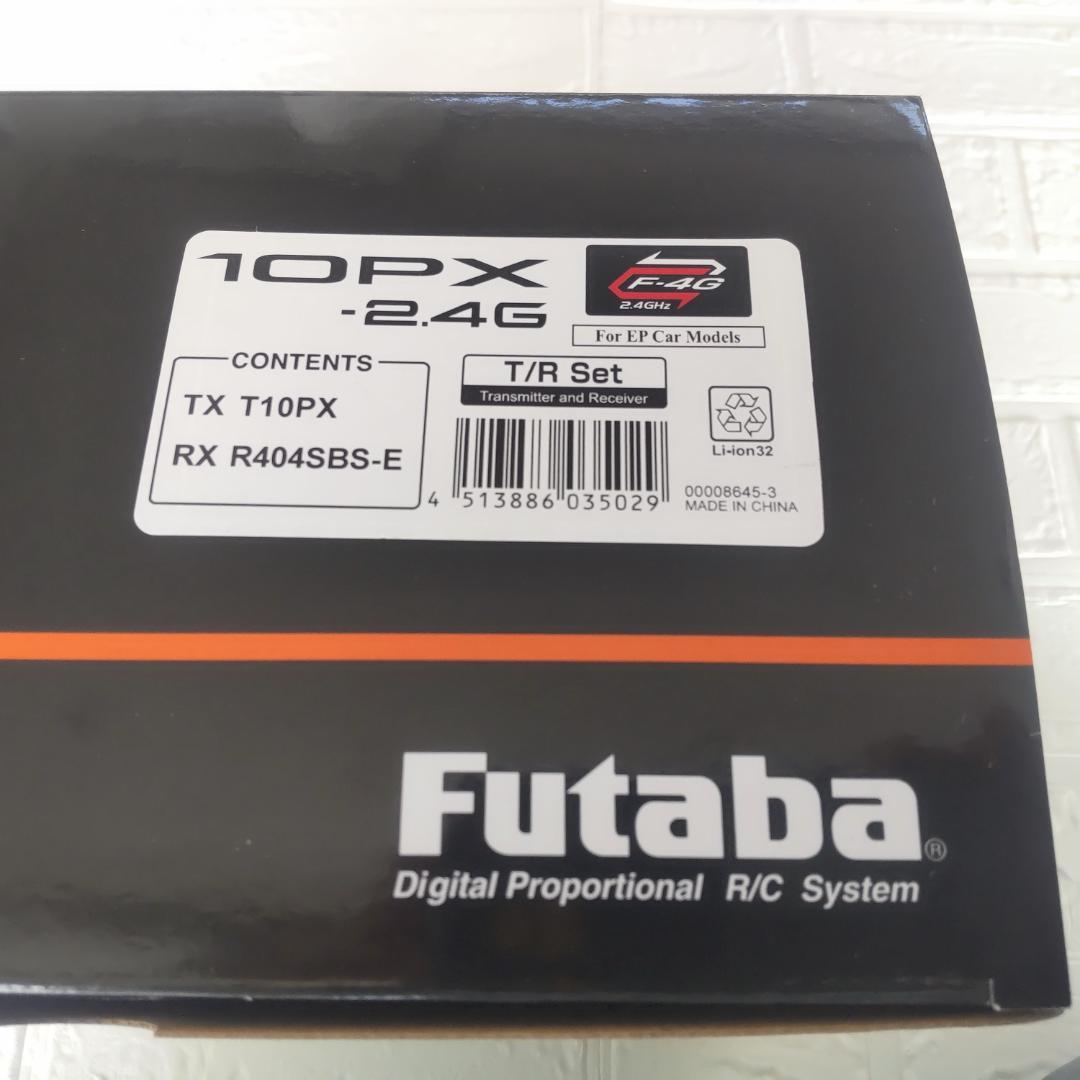 10PX
-2.4G
F-4G
2.4GHz
For EP Car Models
CONTENTS
TX T10PX
RX R404SBS-E
T/R Set
Transmitter and Receiver
4 513886 035029
Li-ion32
00008645-3
MADE IN CHINA
Futaba®
Digital Proportional R/C System